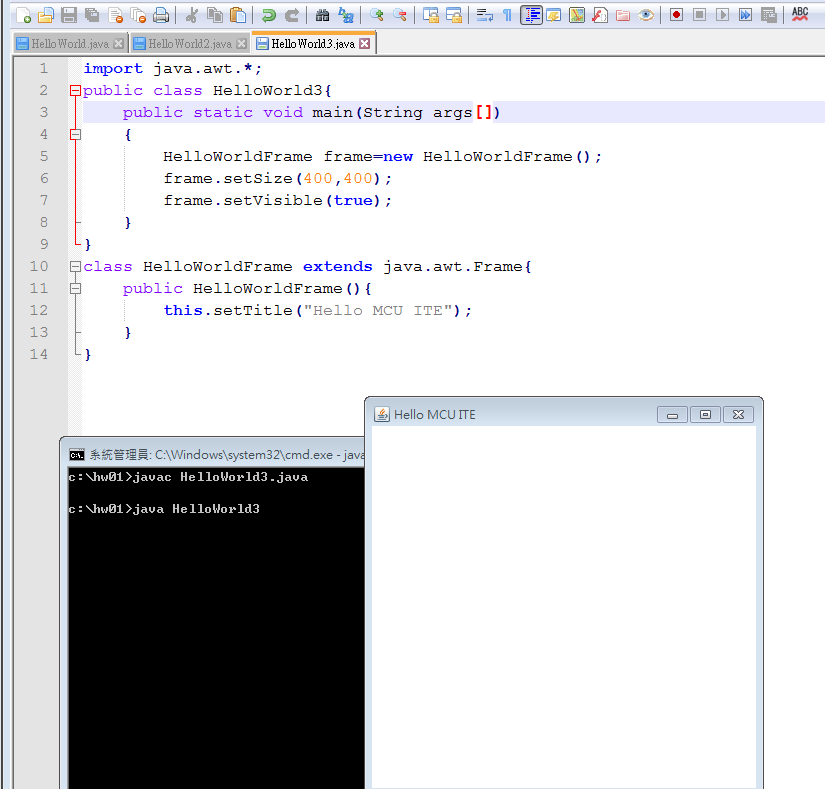 ABC
HelloWorld.java HelloWorld2.java HelloWorld3.java
1 import java.awt.*;
2 public class HelloWorld3{
3 public static void main(String args[])
4 {
5 HelloWorldFrame frame=new HelloWorldFrame();
6 frame.setSize(400,400);
7 frame.setVisible(true);
8 }
9 }
10 class HelloWorldFrame extends java.awt.Frame{
11 public HelloWorldFrame(){
12 this.setTitle("Hello MCU ITE");
13 }
14 }
Hello MCU ITE
系統管理員: C:\Windows\system32\cmd.exe - java
c:\hw01>javac HelloWorld3.java
c:\hw01>java HelloWorld3